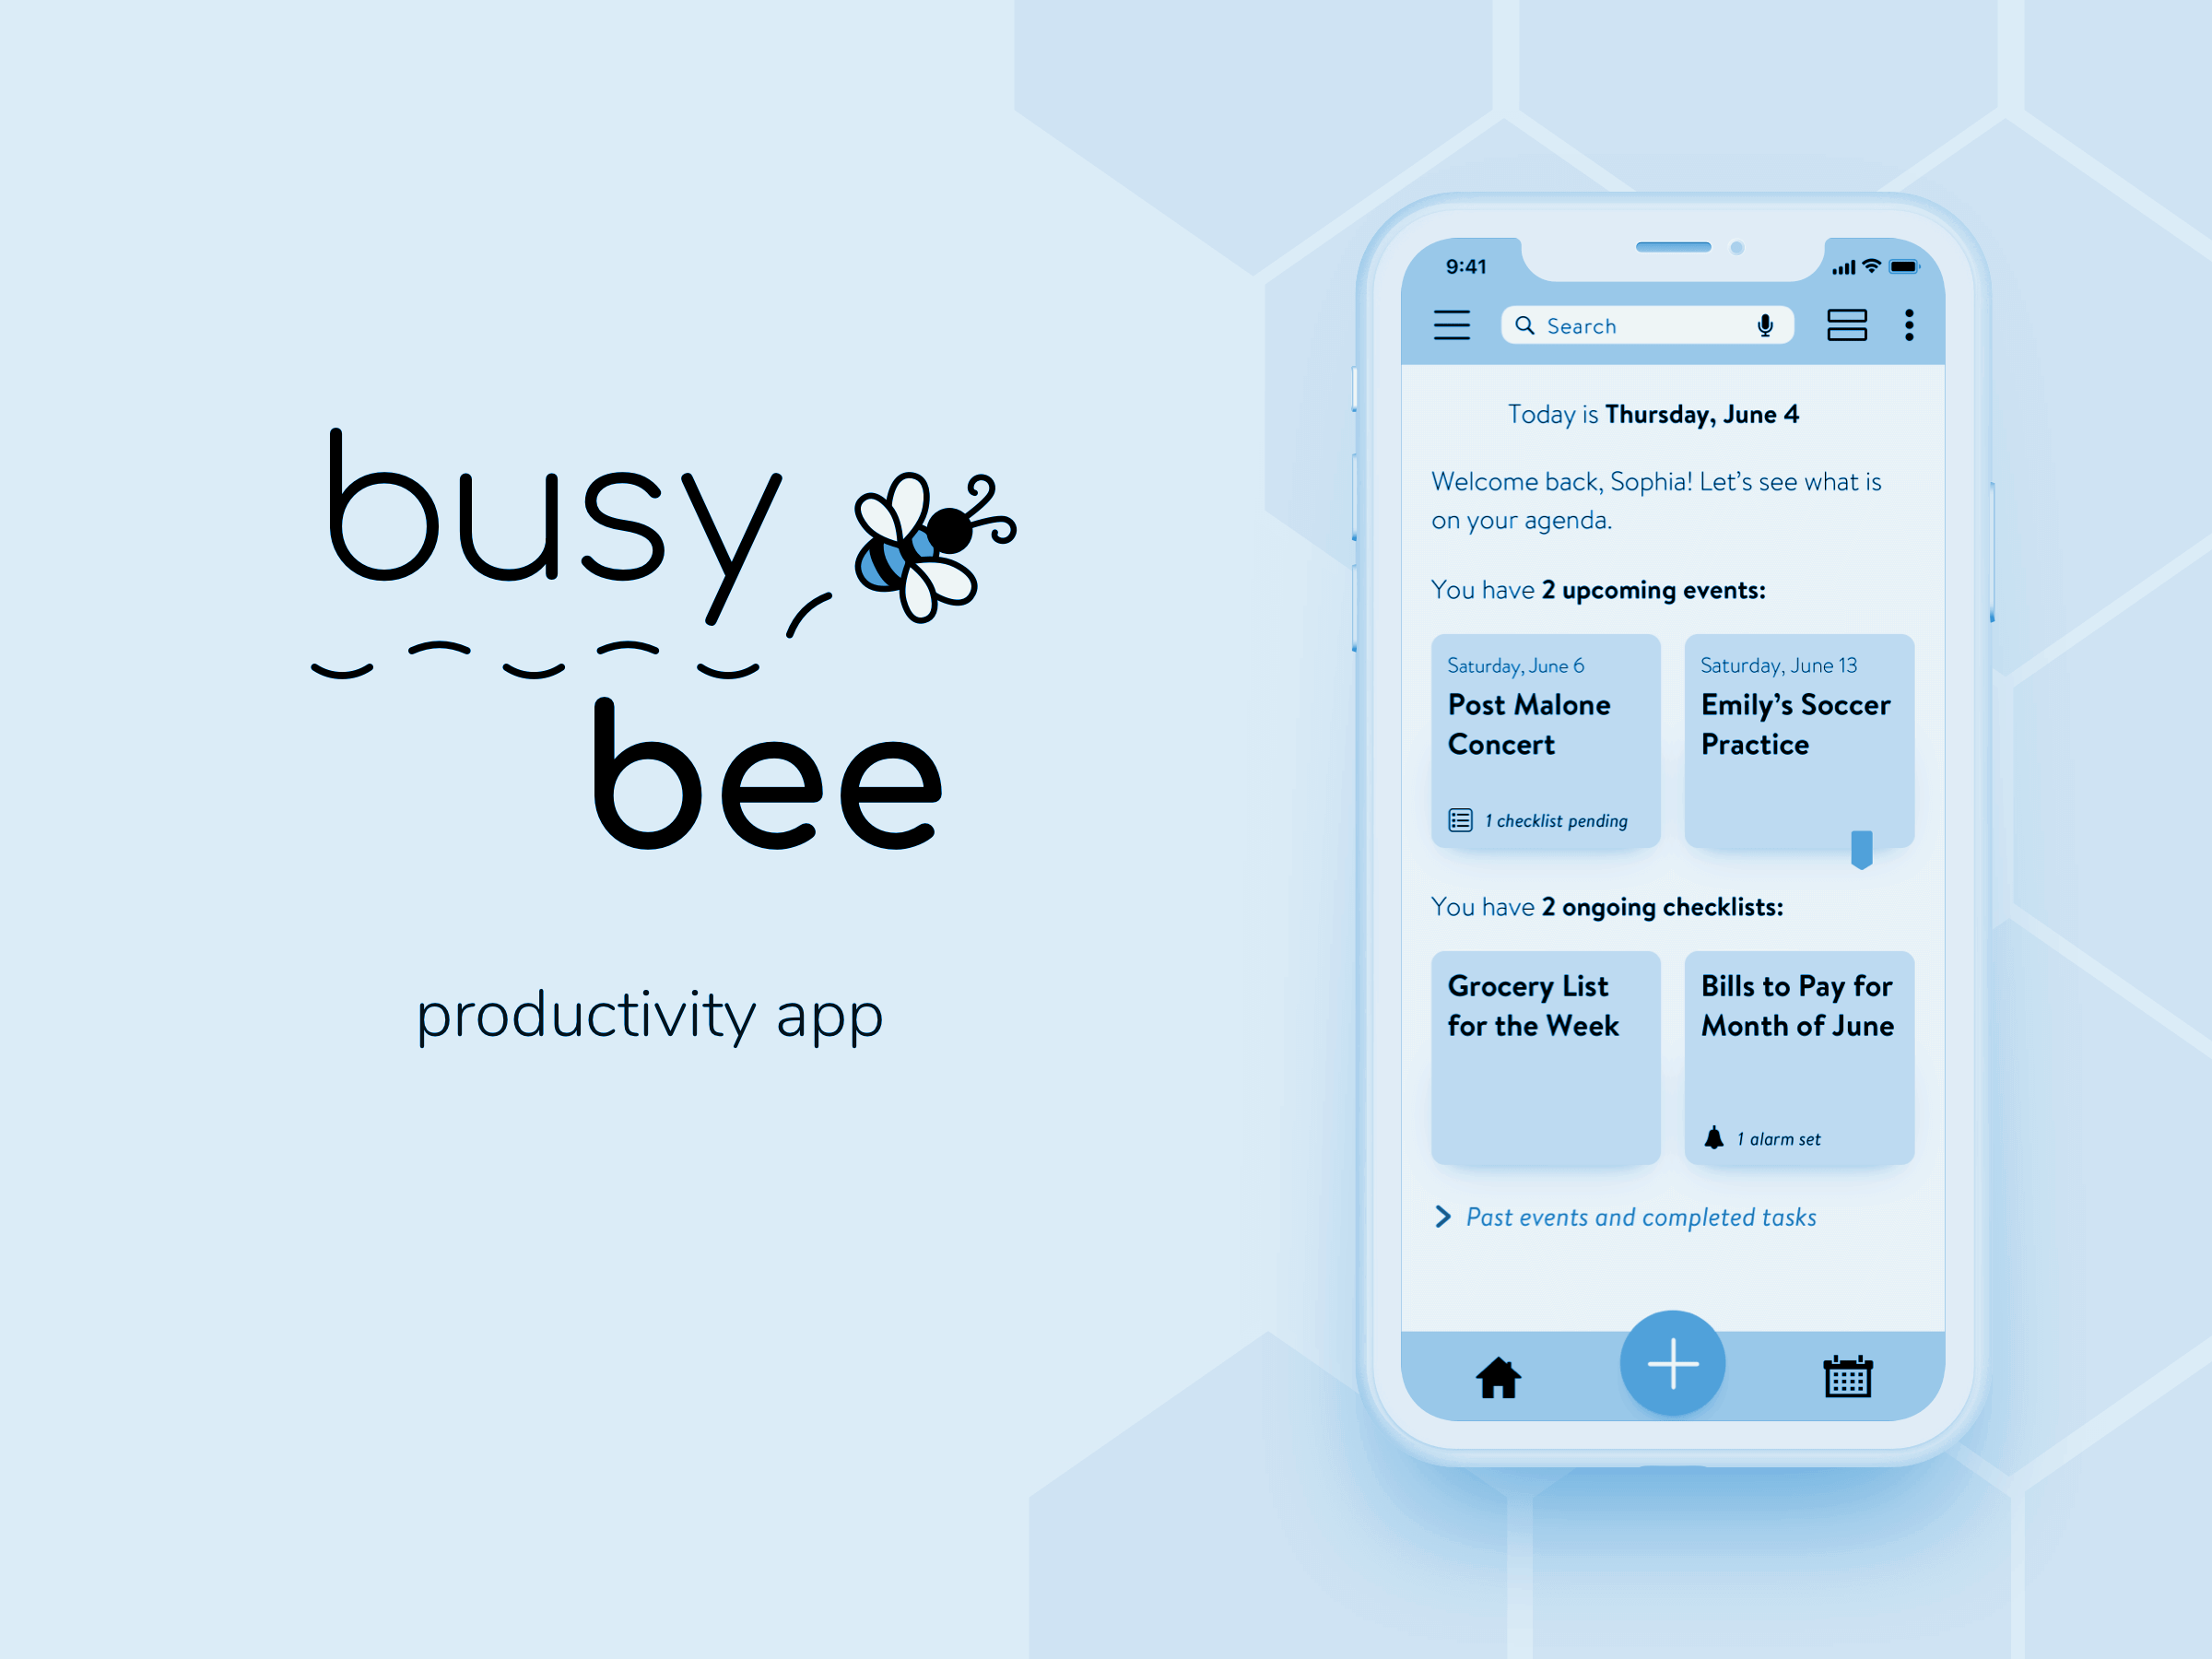 busy
bee
productivity app
9:41
Search
Today is Thursday, June 4
Welcome back, Sophia! Let’s see what is
on your agenda.
You have 2 upcoming events:
Saturday, June 6
Post Malone
Concert
1 checklist pending
Saturday, June 13
Emily’s Soccer
Practice
You have 2 ongoing checklists:
Grocery List
for the Week
Bills to Pay for
Month of June
1 alarm set
Past events and completed tasks